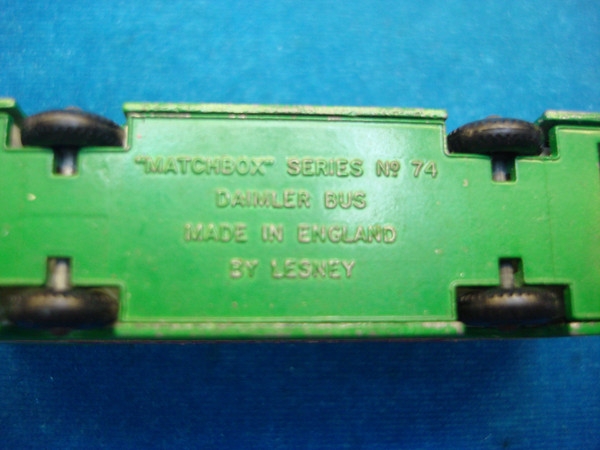 "MATCHBOX" SERIES Nº 74
DAIMLER BUS
MADE IN ENGLAND
BY LESNEY